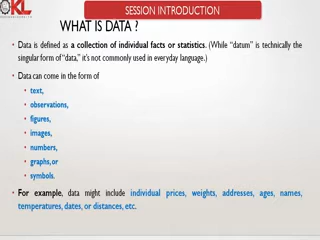 OKL
SESSION INTRODUCTION
WHAT IS DATA ?
• Data is defined as a collection of individual facts or statistics. (While “datum” is technically the
singular form of “data,” it’s not commonly used in everyday language.)
• Data can come in the form of
• text,
• observations,
• figures,
• images,
• numbers,
• graphs, or
• symbols.
• For example, data might include individual prices, weights, addresses, ages, names,
temperatures, dates, or distances, etc.